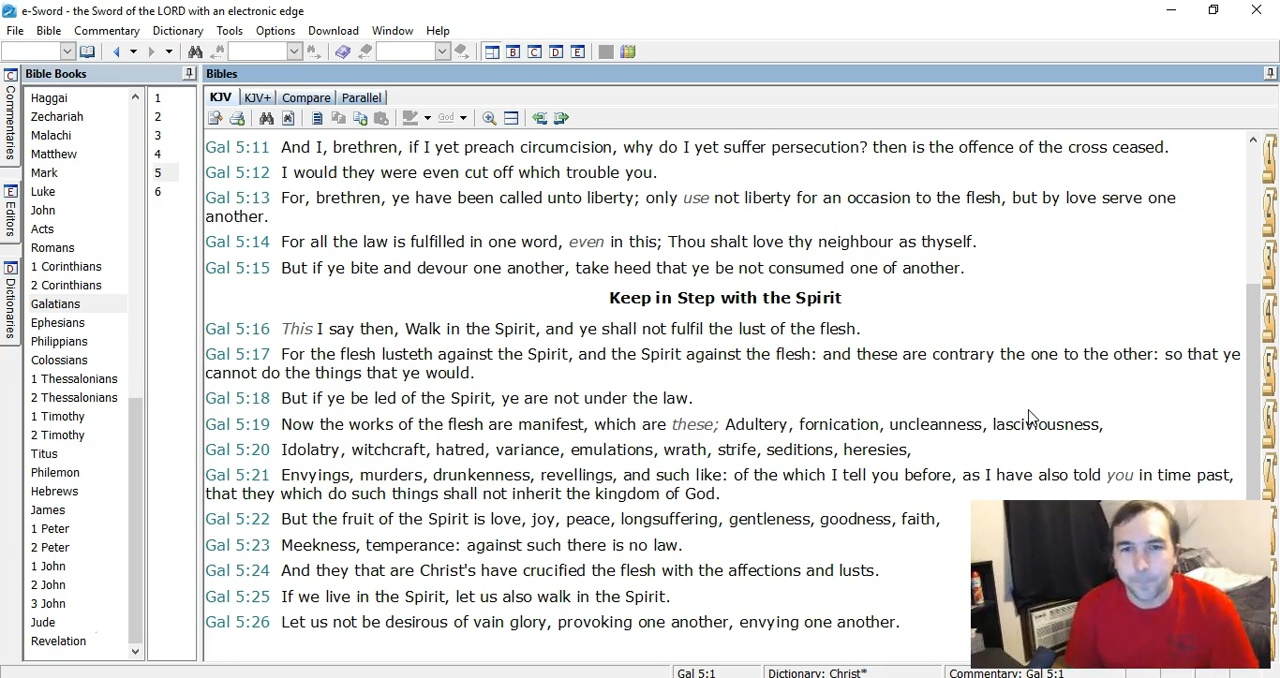 e-Sword - the Sword of the LORD with an electronic edge
File Bible Commentary Dictionary Tools Options Download Window Help
B C D E
C Commentaries
E Editors
D Dictionaries
Bible Books
Haggai
Zechariah
Malachi
Matthew
Mark
Luke
John
Acts
Romans
1 Corinthians
2 Corinthians
Galatians
Ephesians
Philippians
Colossians
1 Thessalonians
2 Thessalonians
1 Timothy
2 Timothy
Titus
Philemon
Hebrews
James
1 Peter
2 Peter
1 John
2 John
3 John
Jude
Revelation
1
2
3
4
5
6
Bibles
KJV KJV+ Compare Parallel
God
Gal 5:11 And I, brethren, if I yet preach circumcision, why do I yet suffer persecution? then is the offence of the cross ceased.
Gal 5:12 I would they were even cut off which trouble you.
Gal 5:13 For, brethren, ye have been called unto liberty; only use not liberty for an occasion to the flesh, but by love serve one
another.
Gal 5:14 For all the law is fulfilled in one word, even in this; Thou shalt love thy neighbour as thyself.
Gal 5:15 But if ye bite and devour one another, take heed that ye be not consumed one of another.
Keep in Step with the Spirit
Gal 5:16 This I say then, Walk in the Spirit, and ye shall not fulfil the lust of the flesh.
Gal 5:17 For the flesh lusteth against the Spirit, and the Spirit against the flesh: and these are contrary the one to the other: so that ye
cannot do the things that ye would.
Gal 5:18 But if ye be led of the Spirit, ye are not under the law.
Gal 5:19 Now the works of the flesh are manifest, which are these; Adultery, fornication, uncleanness, lasciviousness,
Gal 5:20 Idolatry, witchcraft, hatred, variance, emulations, wrath, strife, seditions, heresies,
Gal 5:21 Envyings, murders, drunkenness, revellings, and such like: of the which I tell you before, as I have also told you in time past,
that they which do such things shall not inherit the kingdom of God.
Gal 5:22 But the fruit of the Spirit is love, joy, peace, longsuffering, gentleness, goodness, faith,
Gal 5:23 Meekness, temperance: against such there is no law.
Gal 5:24 And they that are Christ's have crucified the flesh with the affections and lusts.
Gal 5:25 If we live in the Spirit, let us also walk in the Spirit.
Gal 5:26 Let us not be desirous of vain glory, provoking one another, envying one another.
1
2
3
4
5
6
Gal 5:1 Dictionary: Christ* Commentary: Gal 5:1